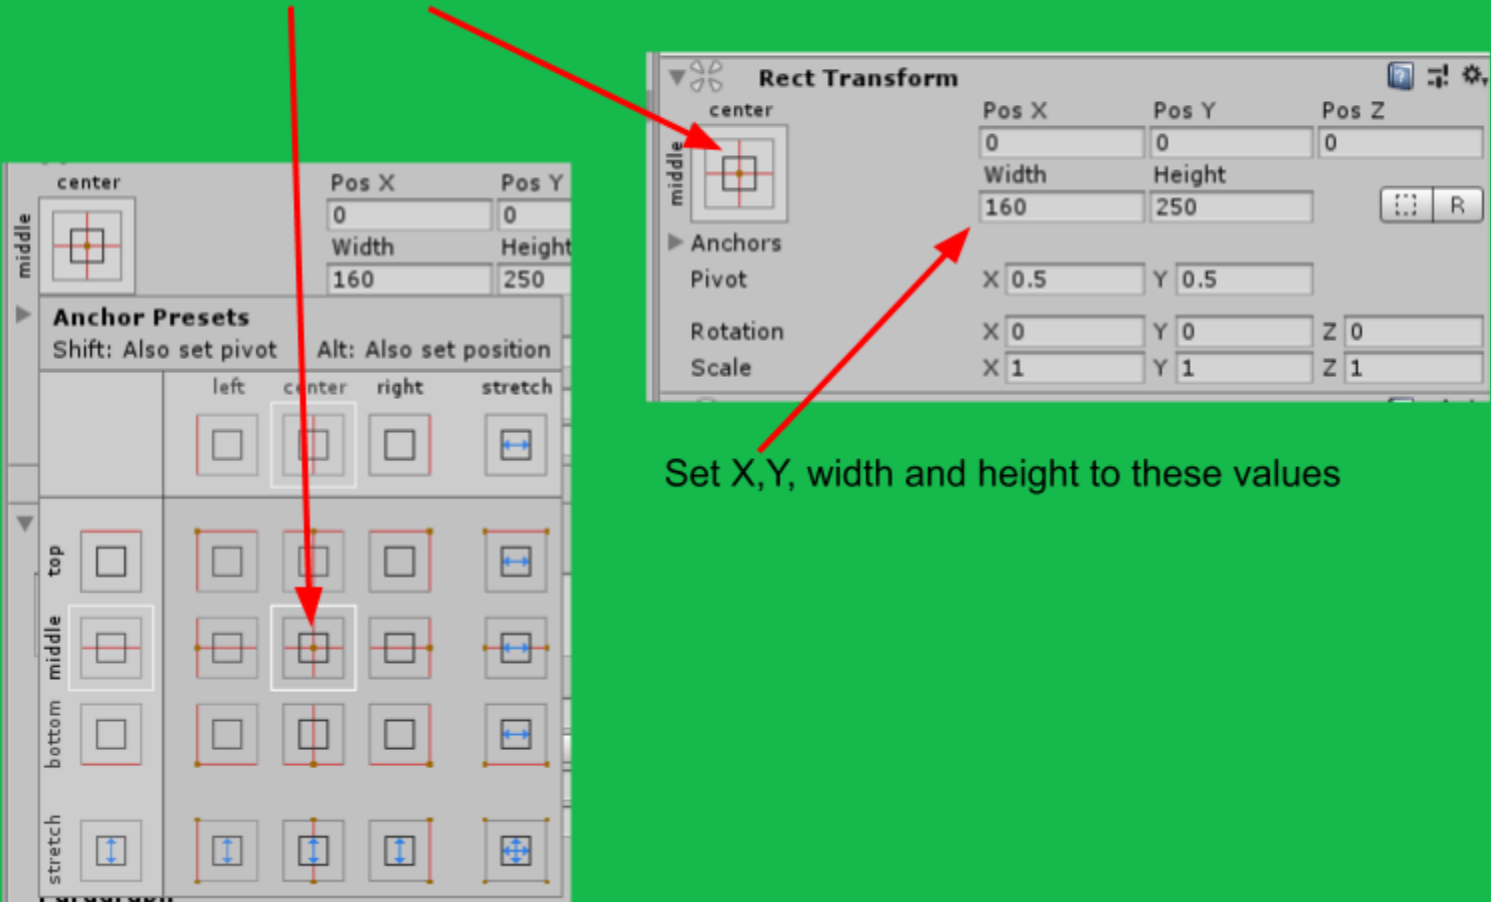 Rect Transform
center
Pos X
Pos Y
Pos Z
middle
0
0
0
Width
Height
160
250
R
Anchors
Pivot
X 0.5
Y 0.5
Rotation
X 0
Y 0
Z 0
Scale
X 1
Y 1
Z 1
Set X,Y, width and height to these values
center
Pos X
Pos Y
middle
0
0
Width
Height
160
250
Anchor Presets
Shift: Also set pivot Alt: Also set position
left center right stretch
top
middle
bottom
stretch